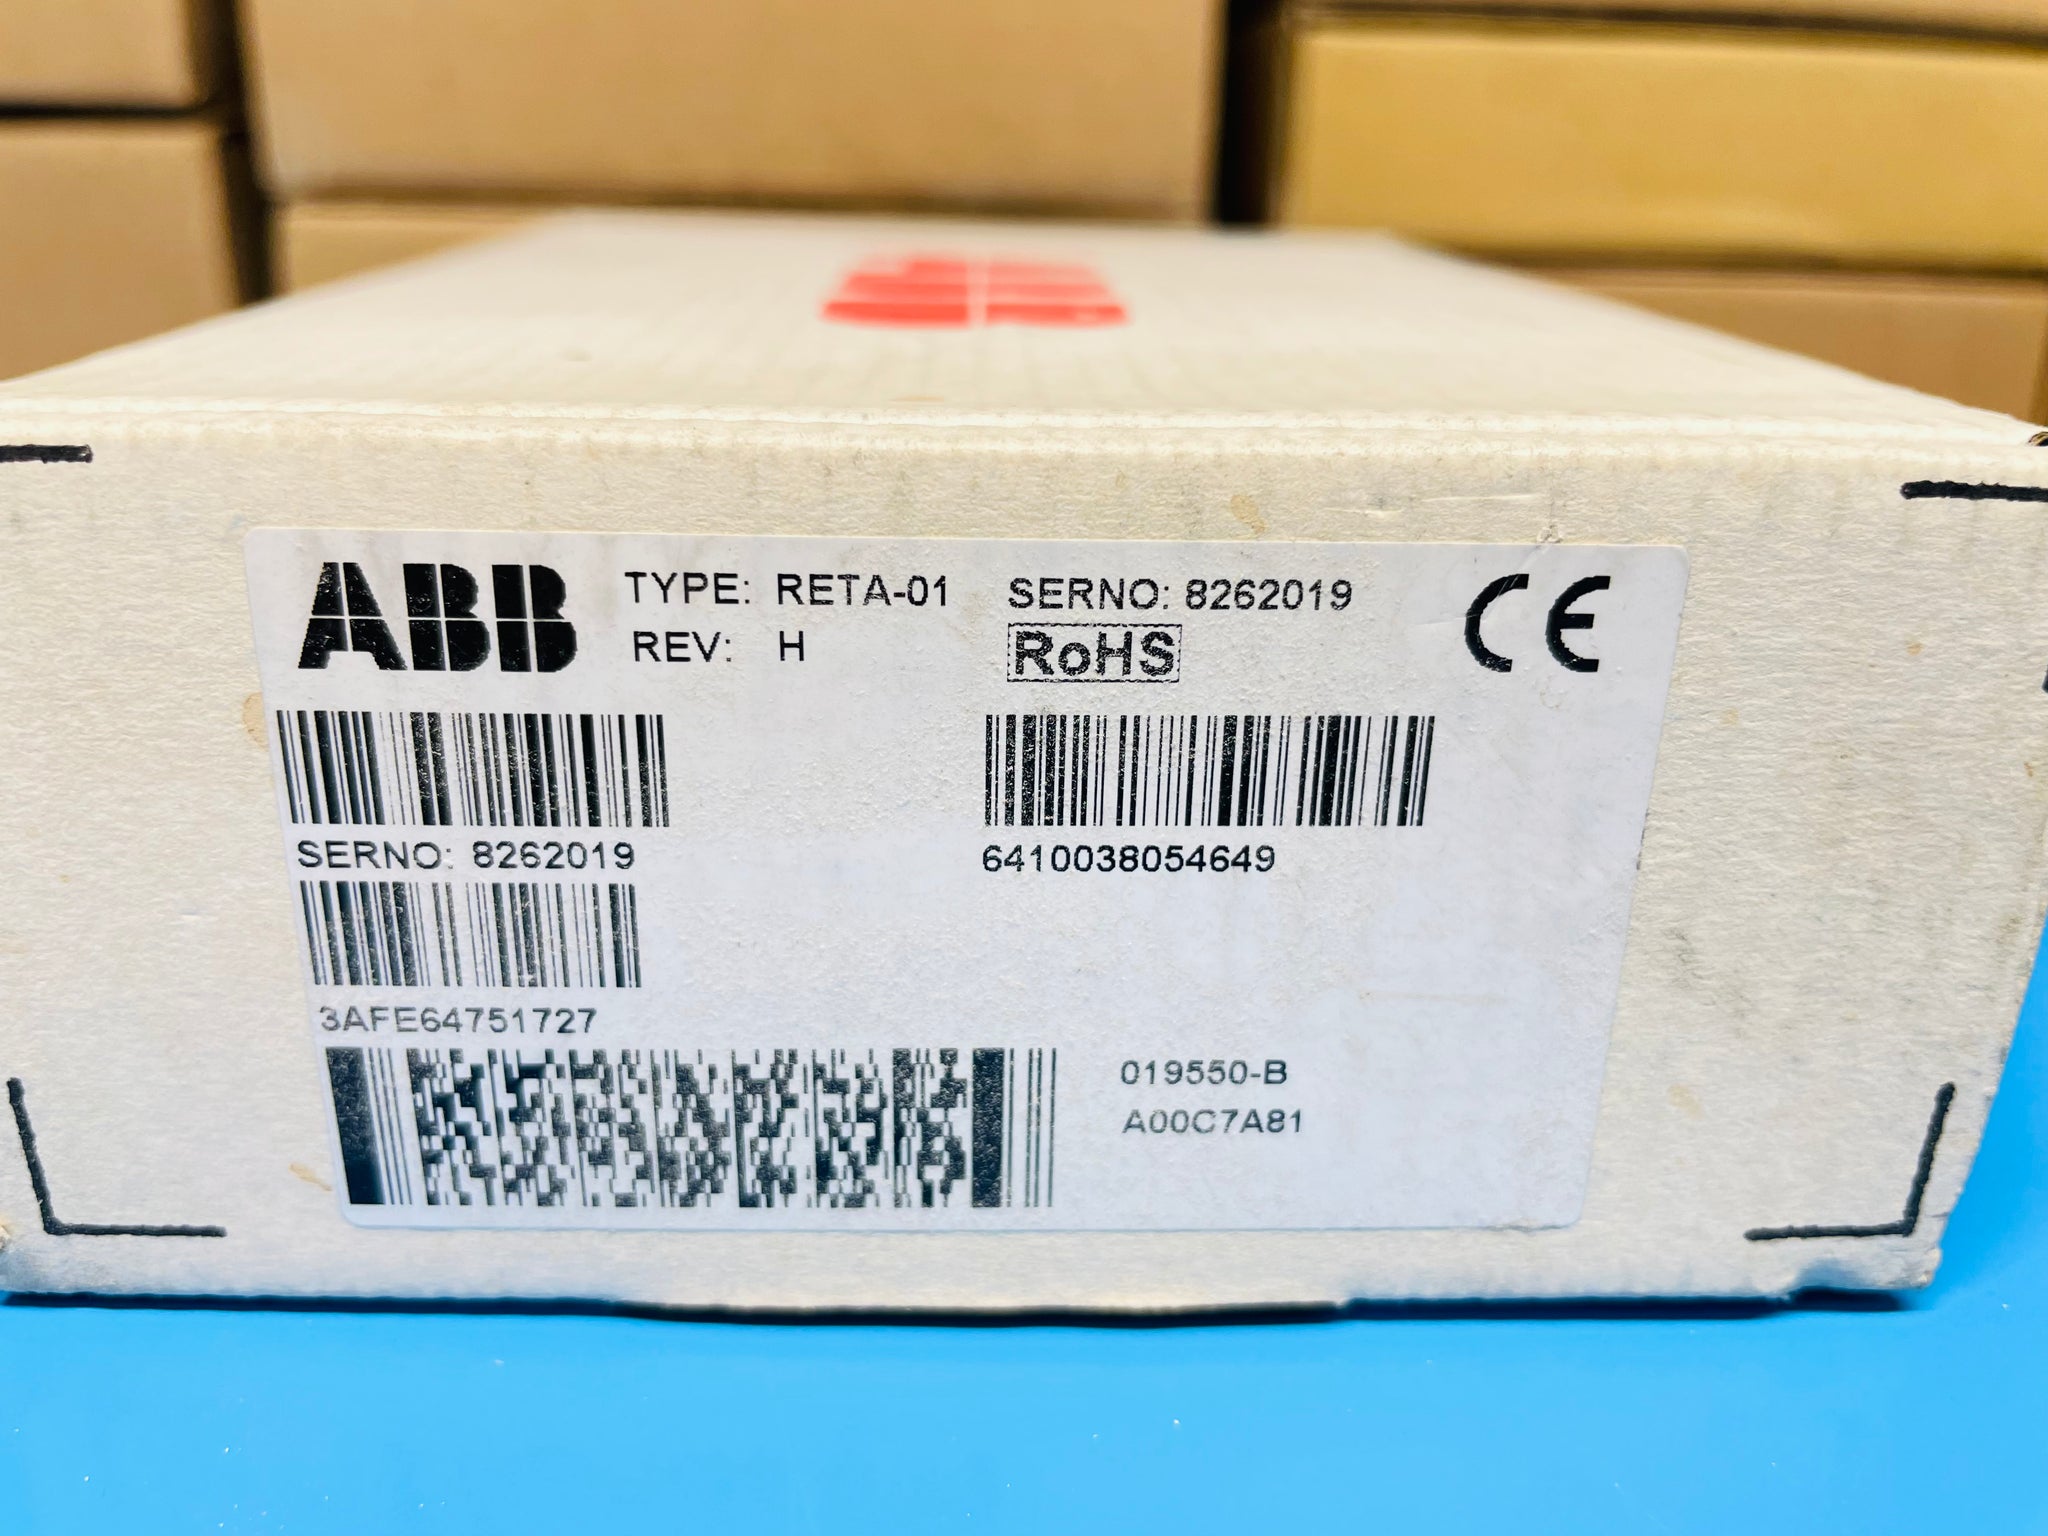 ABB TYPE: RETA-01 SERNO: 8262019 CE
REV: H RoHS
SERNO: 8262019 6410038054649
3AFE64751727
019550-B
A00C7A81